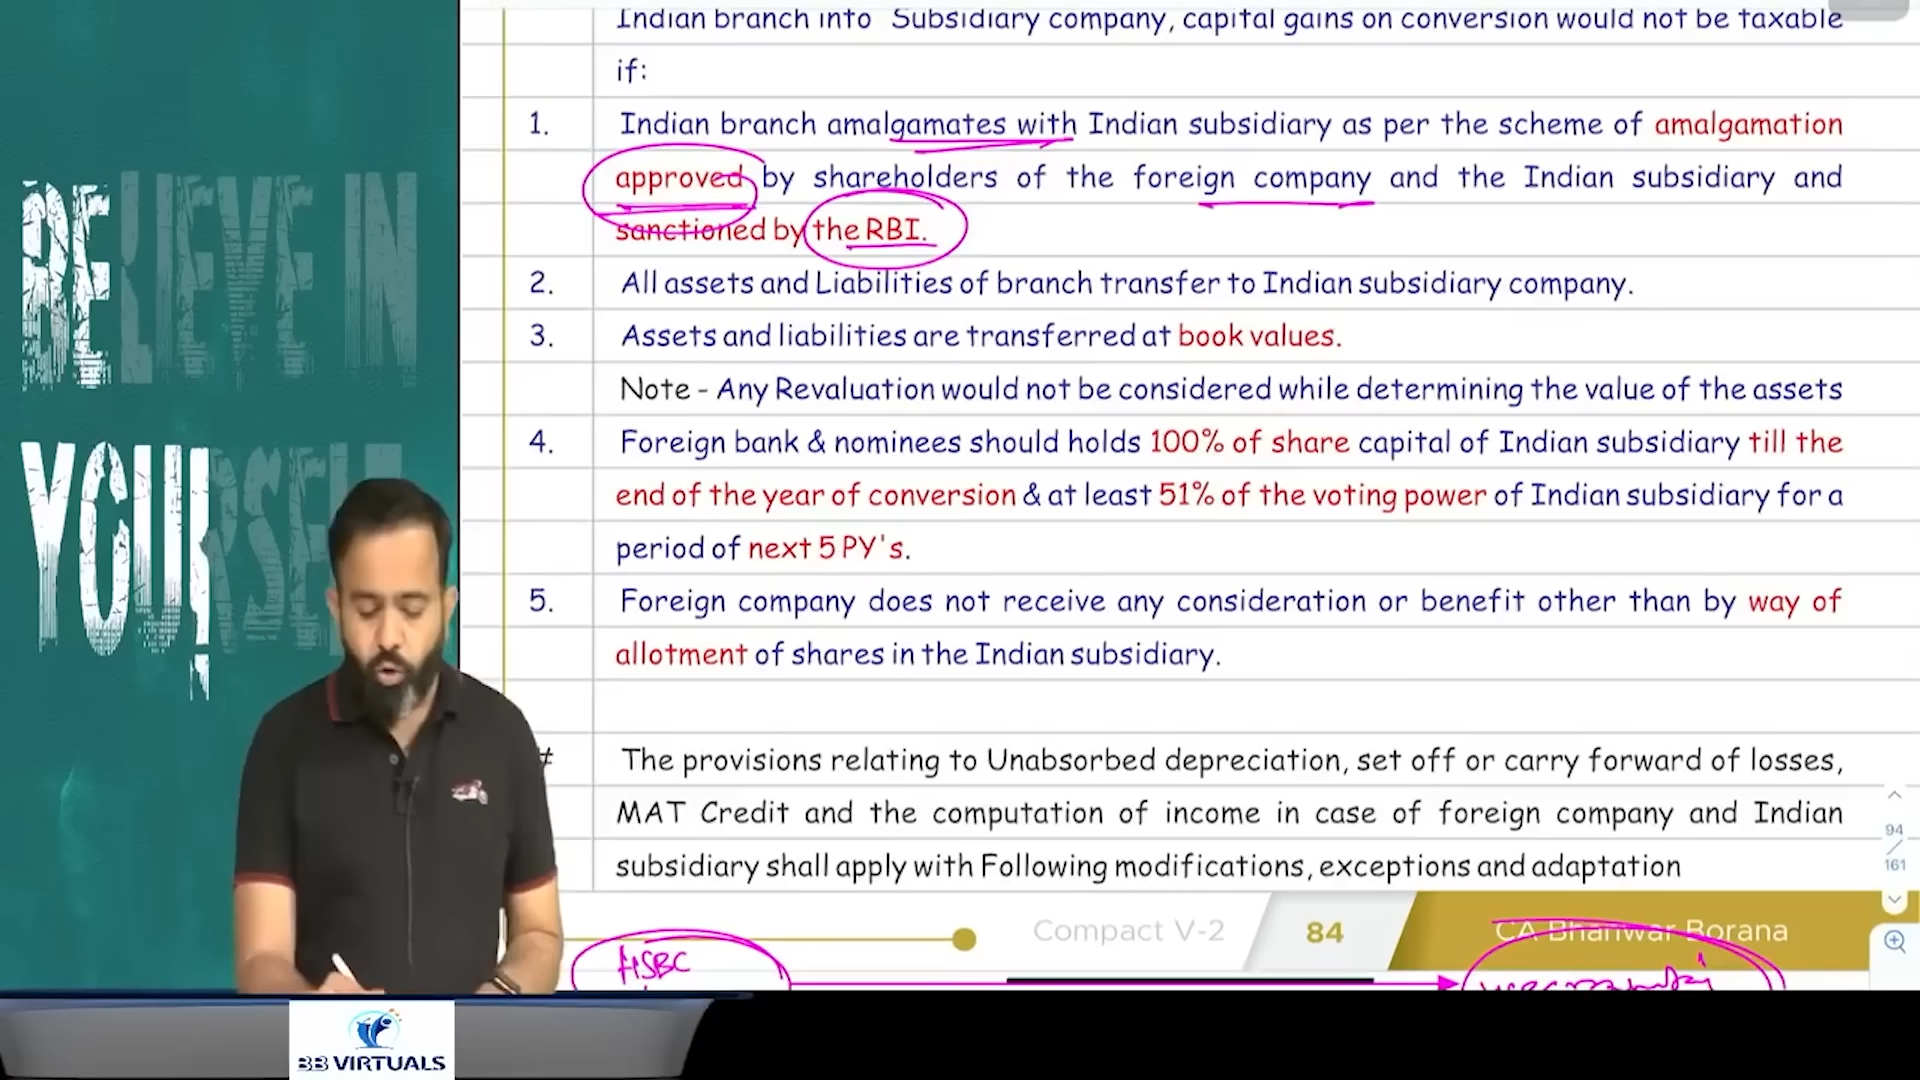 BELIEVE IN
YOURSELF
Indian branch into Subsidiary company, capital gains on conversion would not be taxable
if:
1. Indian branch amalgamates with Indian subsidiary as per the scheme of amalgamation
approved by shareholders of the foreign company and the Indian subsidiary and
sanctioned by the RBI.
2. All assets and Liabilities of branch transfer to Indian subsidiary company.
3. Assets and liabilities are transferred at book values.
Note - Any Revaluation would not be considered while determining the value of the assets
4. Foreign bank & nominees should holds 100% of share capital of Indian subsidiary till the
end of the year of conversion & at least 51% of the voting power of Indian subsidiary for a
period of next 5 PY's.
5. Foreign company does not receive any consideration or benefit other than by way of
allotment of shares in the Indian subsidiary.
# The provisions relating to Unabsorbed depreciation, set off or carry forward of losses,
MAT Credit and the computation of income in case of foreign company and Indian
subsidiary shall apply with Following modifications, exceptions and adaptation
94
/
161
Compact V-2 84 CA Bhanwar Borana
HSBC
BB VIRTUALS